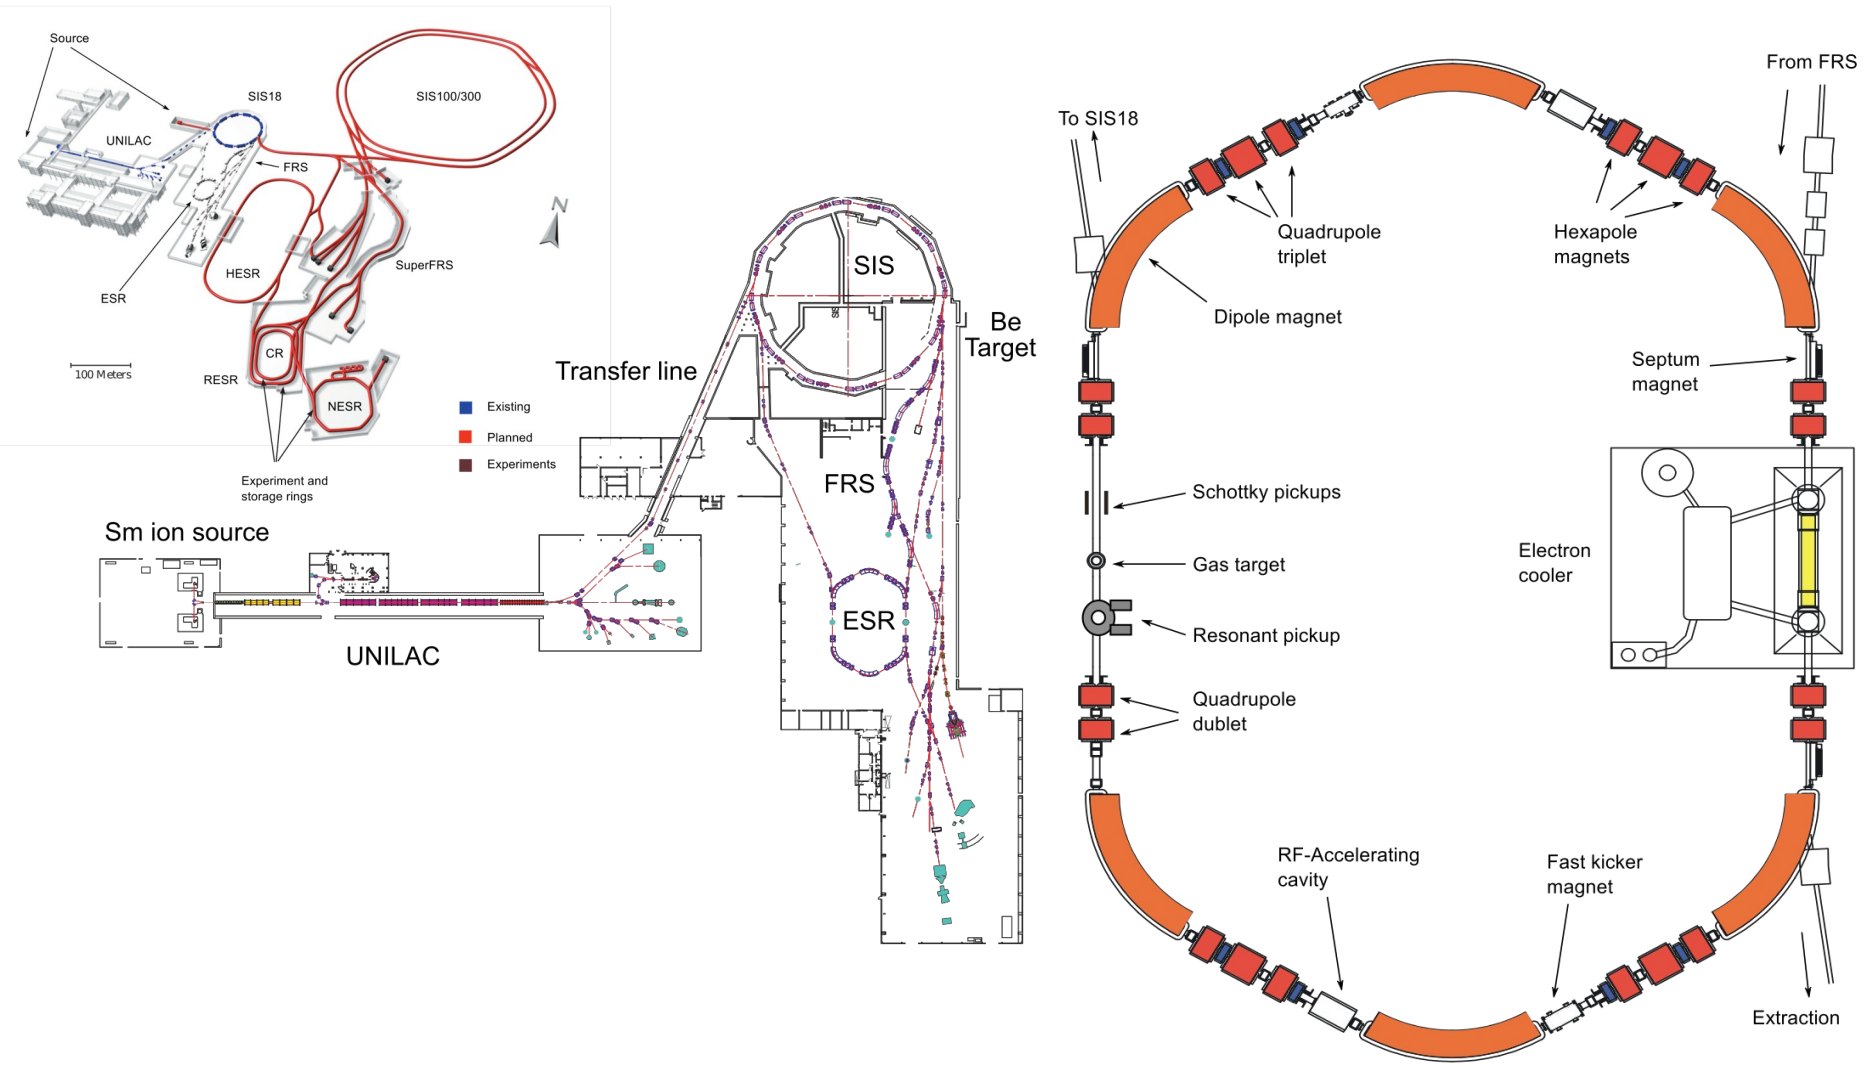 Source
SIS18
SIS100/300
UNILAC
FRS
N
HESR
SuperFRS
ESR
CR
RESR
100 Meters
NESR
Existing
Planned
Experiments
Experiment and
storage rings
Sm ion source
UNILAC
Transfer line
SIS
SIS
Be
Target
FRS
ESR
From FRS
To SIS18
Quadrupole
triplet
Hexapole
magnets
Dipole magnet
Septum
magnet
Schottky pickups
Gas target
Resonant pickup
Electron
cooler
Quadrupole
dublet
RF-Accelerating
cavity
Fast kicker
magnet
Extraction